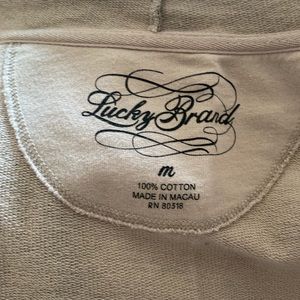 Lucky Brand
M
100% COTTON
MADE IN MACAU
RN 80318